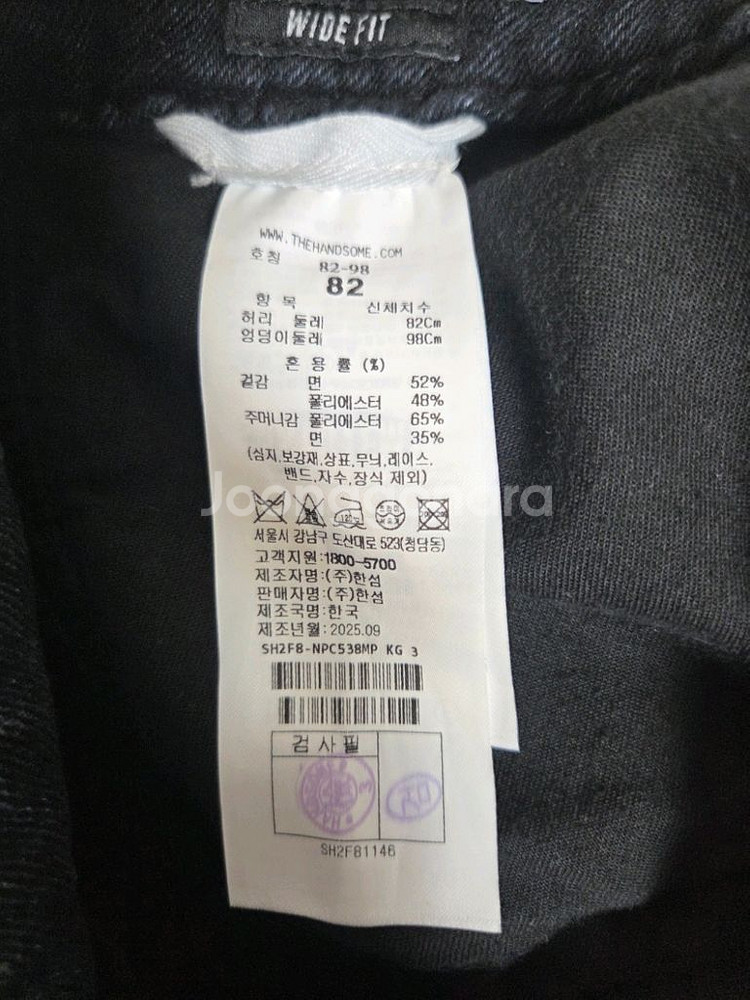 WIDE FIT
WWW.THEHANDSOME.COM
호칭 82-98
82
항 목 신체치수
허리 둘레 82Cm
엉덩이둘레 98Cm
혼 용 률 (%)
겉감 면 52%
폴리에스터 48%
주머니감 폴리에스터 65%
면 35%
(심지,보강재,상표,무늬,레이스,
밴드,자수,장식 제외)
Joongonara
서울시 강남구 도산대로 523(청담동)
고객지원:1800-5700
제조자명:(주)한섬
판매자명:(주)한섬
제조국명:한국
제조년월:2025.09
SH2F8-NPC538MP KG 3
검 사 필
SH2F81146